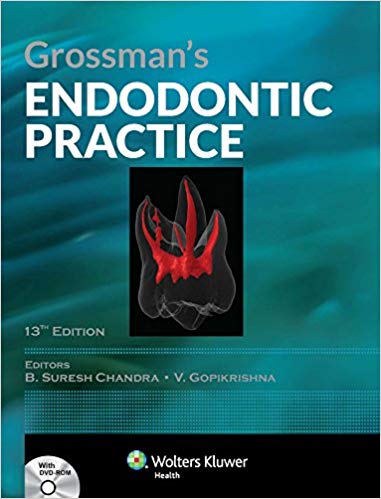 Grossman's
ENDODONTIC
PRACTICE
13TH EDITION
EDITORS
B. SURESH CHANDRA • V. GOPIKRISHNA
With
DVD-ROM
Wolters Kluwer
Health